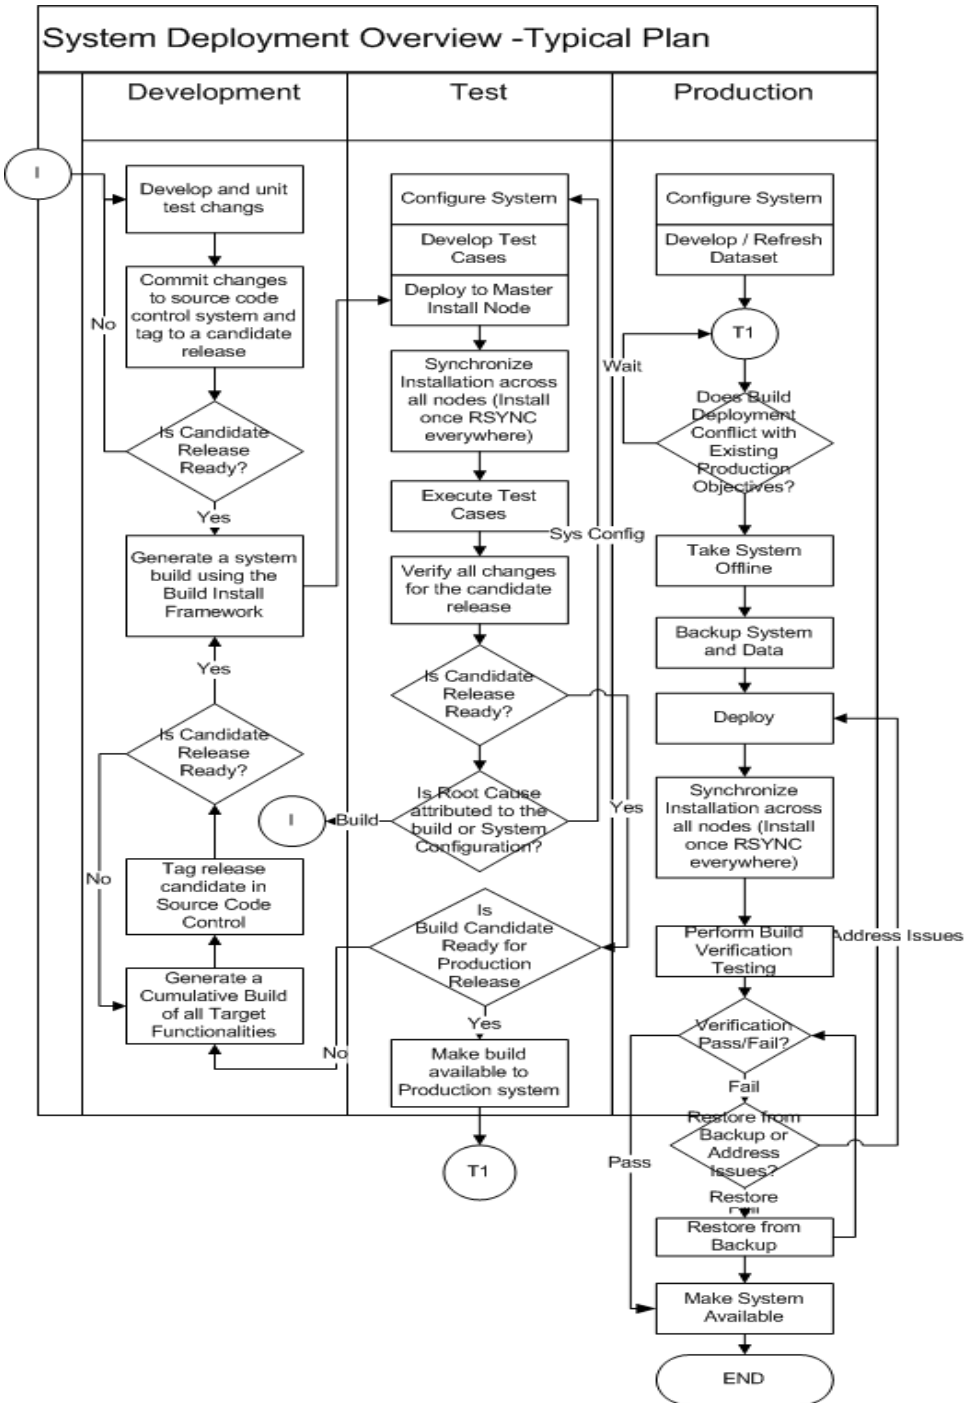 System Deployment Overview -Typical Plan
Development
Test
Production
I
Develop and unit
test changs
Commit changes
to source code
control system and
tag to a candidate
release
No
Is Candidate
Release
Ready?
Yes
Generate a system
build using the
Build Install
Framework
Yes
Is Candidate
Release
Ready?
No
Tag release
candidate in
Source Code
Control
Generate a
Cumulative Build
of all Target
Functionalities
Configure System
Develop Test
Cases
Deploy to Master
Install Node
Synchronize
Installation across
all nodes (Install
once RSYNC
everywhere)
Execute Test
Cases
Sys Config
Verify all changes
for the candidate
release
Is Candidate
Release
Ready?
Is Root Cause
attributed to the
build or System
Configuration?
I
Build
Yes
Is
Build Candidate
Ready for
Production
Release
Yes
No
Make build
available to
Production system
T1
Configure System
Develop / Refresh
Dataset
T1
Wait
Does Build
Deployment
Conflict with
Existing
Production
Objectives?
Take System
Offline
Backup System
and Data
Deploy
Synchronize
Installation across
all nodes (Install
once RSYNC
everywhere)
Address Issues
Perform Build
Verification
Testing
Verification
Pass/Fail?
Fail
Restore from
Backup or
Address
Issues?
Pass
Restore
Restore from
Backup
Make System
Available
END